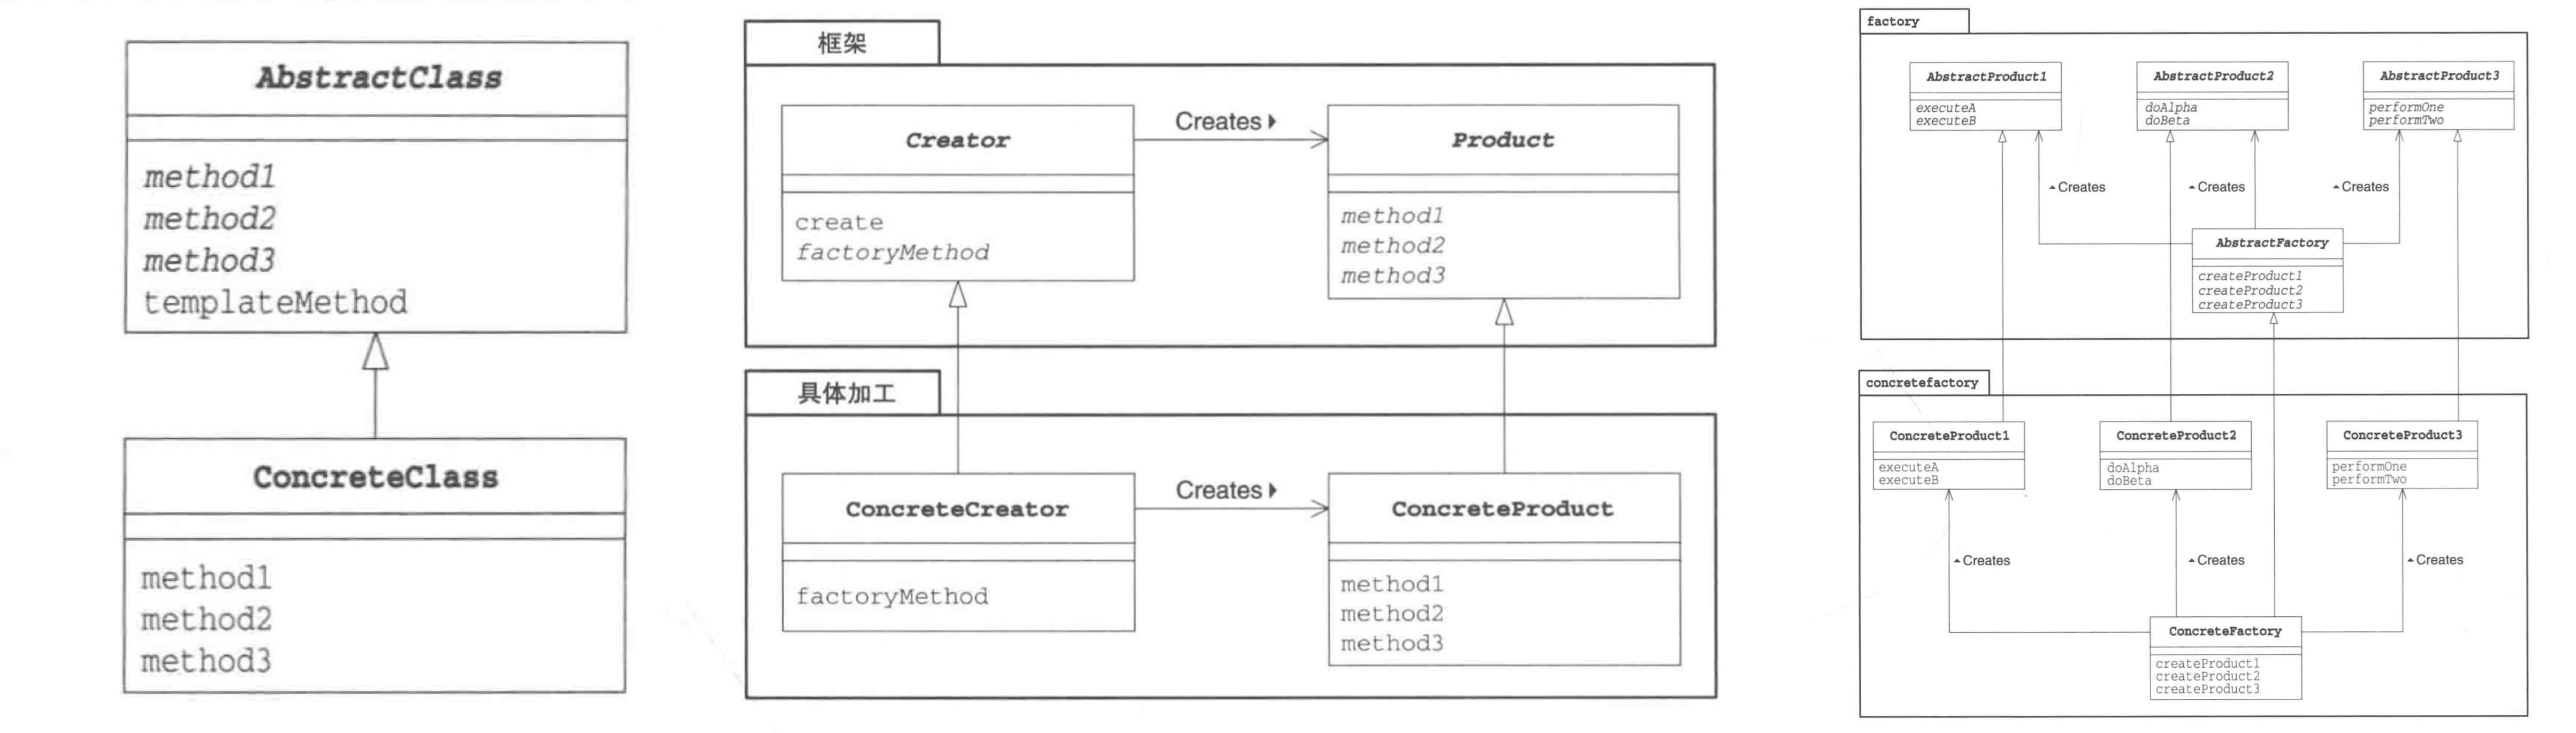 AbstractClass
method1
method2
method3
templateMethod
ConcreteClass
method1
method2
method3
框架
Creator
create
factoryMethod
Creates
Product
method1
method2
method3
具体加工
ConcreteCreator
factoryMethod
Creates
ConcreteProduct
method1
method2
method3
factory
AbstractProduct1
executeA
executeB
AbstractProduct2
doAlpha
doBeta
AbstractProduct3
performOne
performTwo
Creates
Creates
Creates
AbstractFactory
createProduct1
createProduct2
createProduct3
concretefactory
ConcreteProduct1
executeA
executeB
ConcreteProduct2
doAlpha
doBeta
ConcreteProduct3
performOne
performTwo
Creates
Creates
Creates
ConcreteFactory
createProduct1
createProduct2
createProduct3